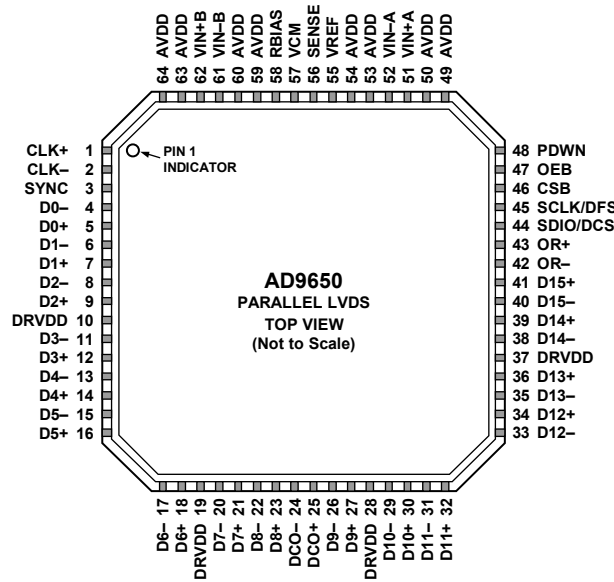 64 AVDD
63 AVDD
62 VIN+B
61 VIN–B
60 AVDD
59 AVDD
58 RBIAS
57 VCM
56 SENSE
55 VREF
54 AVDD
53 AVDD
52 VIN–A
51 VIN+A
50 AVDD
49 AVDD
CLK+ 1
CLK– 2
SYNC 3
D0– 4
D0+ 5
D1– 6
D1+ 7
D2– 8
D2+ 9
DRVDD 10
D3– 11
D3+ 12
D4– 13
D4+ 14
D5– 15
D5+ 16
PIN 1
INDICATOR
AD9650
PARALLEL LVDS
TOP VIEW
(Not to Scale)
48 PDWN
47 OEB
46 CSB
45 SCLK/DFS
44 SDIO/DCS
43 OR+
42 OR–
41 D15+
40 D15–
39 D14+
38 D14–
37 DRVDD
36 D13+
35 D13–
34 D12+
33 D12–
D6– 17
D6+ 18
DRVDD 19
D7– 20
D7+ 21
D8– 22
D8+ 23
DCO– 24
DCO+ 25
D9– 26
D9+ 27
DRVDD 28
D10– 29
D10+ 30
D11– 31
D11+ 32